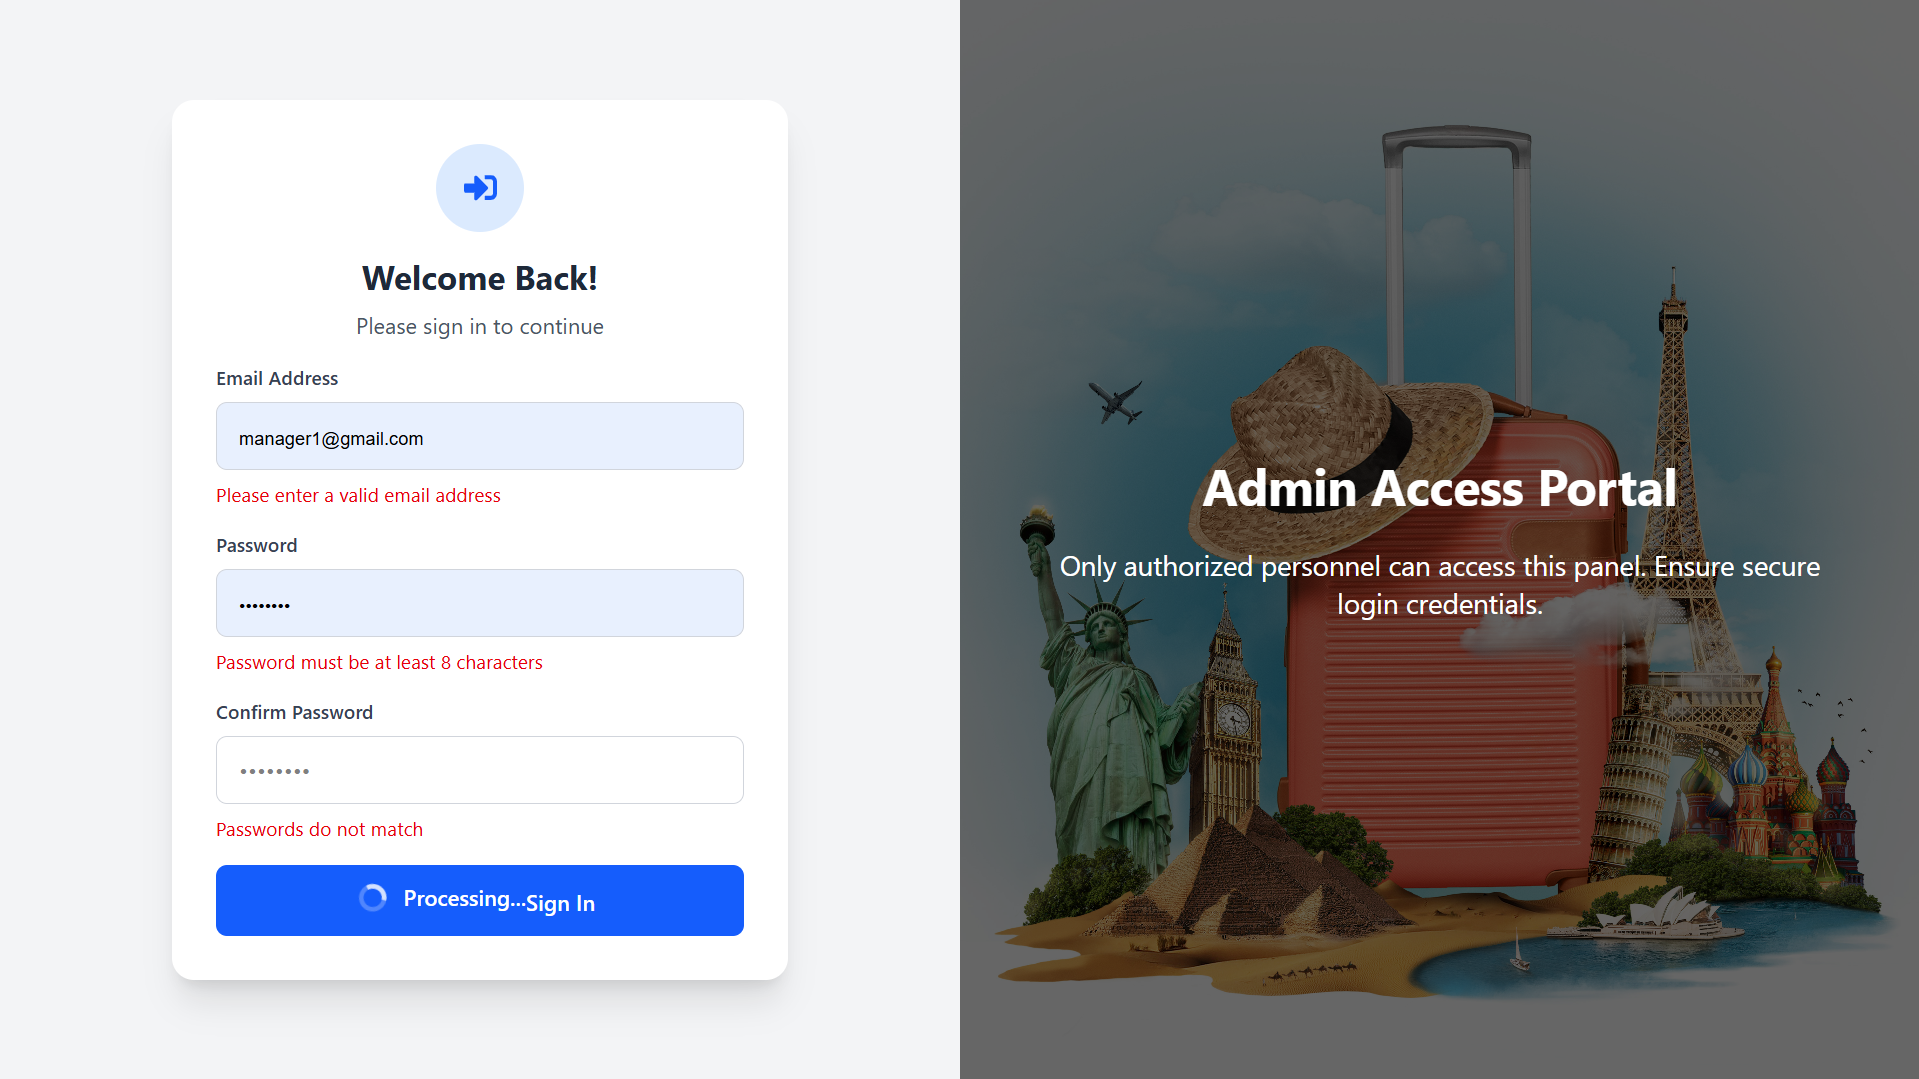 Welcome Back!
Please sign in to continue
Email Address
manager1@gmail.com
Please enter a valid email address
Password
••••••••
Password must be at least 8 characters
Confirm Password
••••••••
Passwords do not match
Processing...Sign In
Admin Access Portal
Only authorized personnel can access this panel. Ensure secure
login credentials.